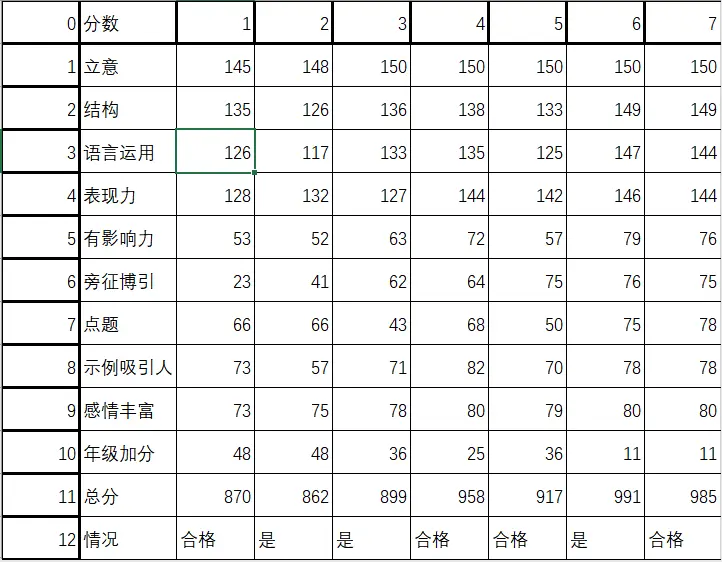 0 分数 1 2 3 4 5 6 7
1 立意 145 148 150 150 150 150 150
2 结构 135 126 136 138 133 149 149
3 语言运用 126 117 133 135 125 147 144
4 表现力 128 132 127 144 142 146 144
5 有影响力 53 52 63 72 57 79 76
6 旁征博引 23 41 62 64 75 76 75
7 点题 66 66 43 68 50 75 78
8 示例吸引人 73 57 71 82 70 78 78
9 感情丰富 73 75 78 80 79 80 80
10 年级加分 48 48 36 25 36 11 11
11 总分 870 862 899 958 917 991 985
12 情况 合格 是 是 合格 合格 是 合格